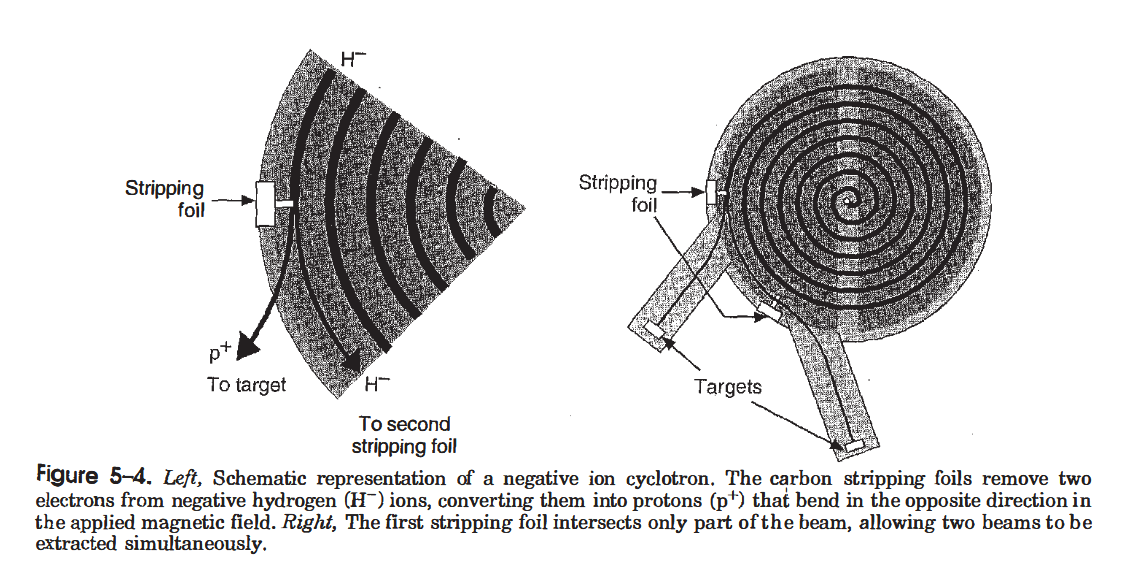 H⁻
Stripping
foil
p⁺
To target
H⁻
To second
stripping foil
Stripping
foil
Targets
Figure 5–4. Left, Schematic representation of a negative ion cyclotron. The carbon stripping foils remove two
electrons from negative hydrogen (H⁻) ions, converting them into protons (p⁺) that bend in the opposite direction in
the applied magnetic field. Right, The first stripping foil intersects only part of the beam, allowing two beams to be
extracted simultaneously.